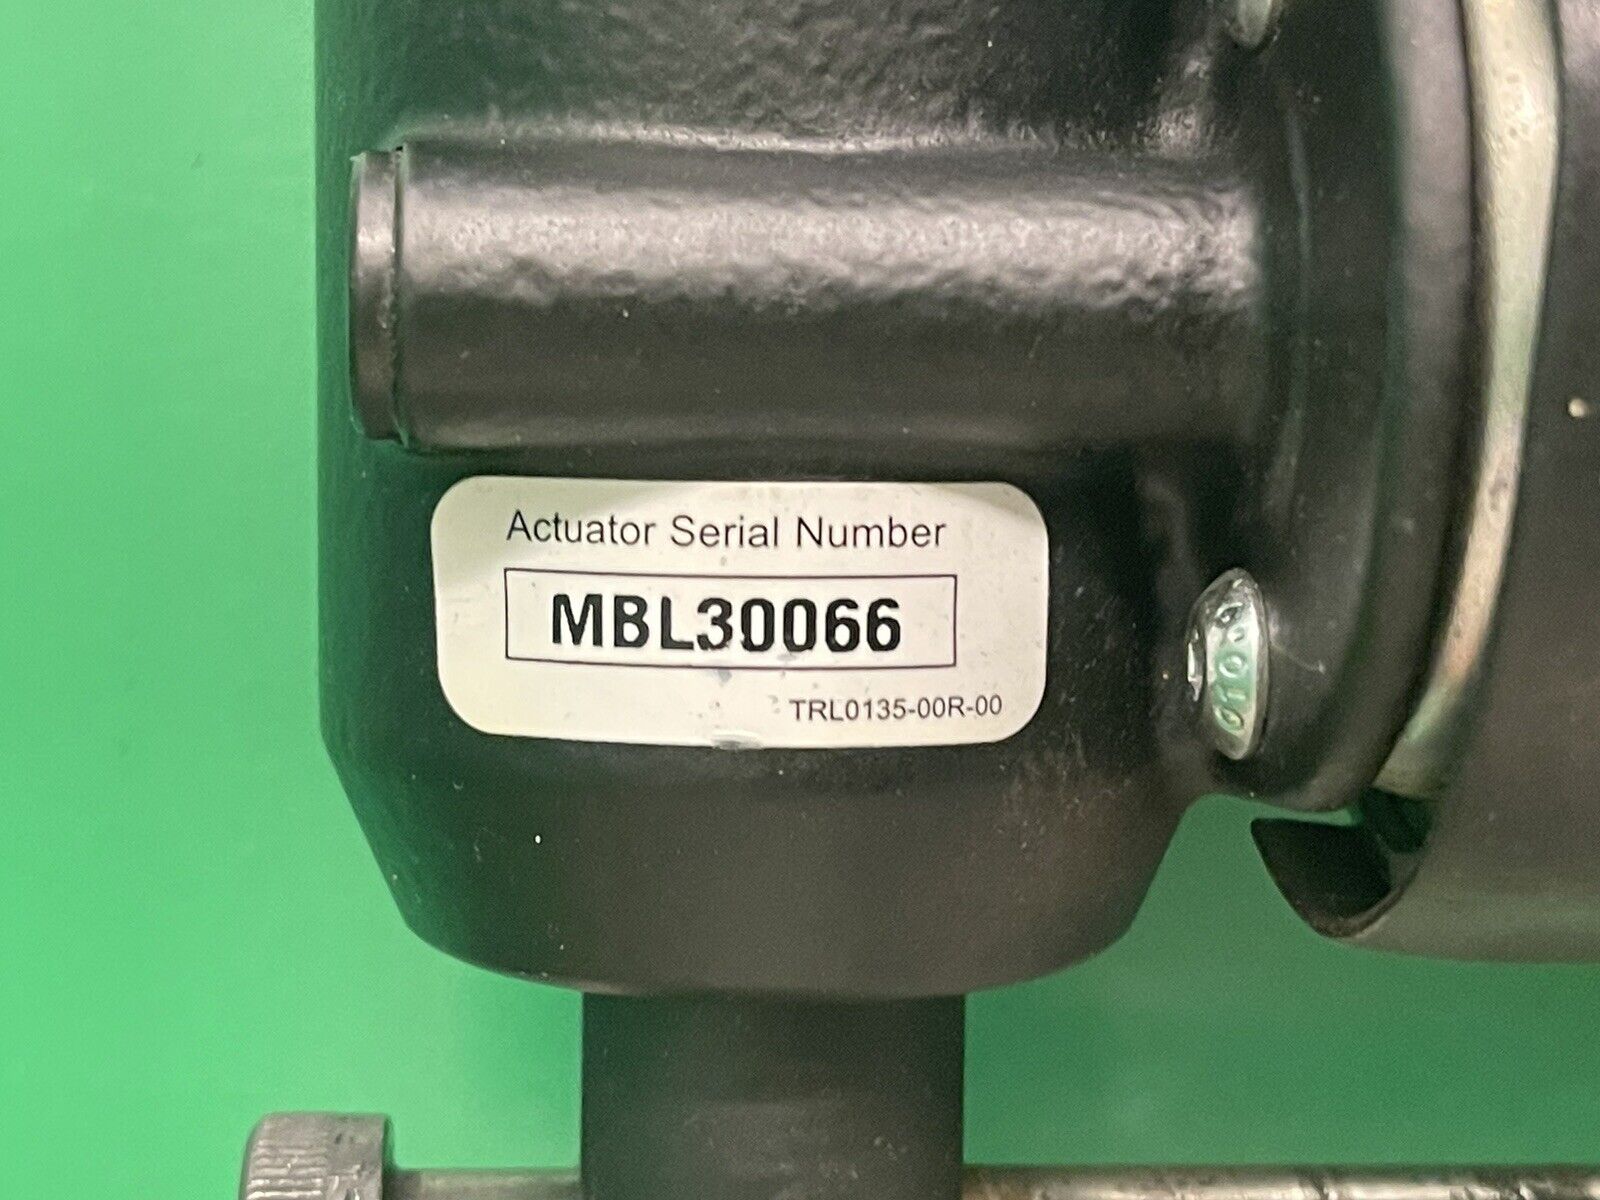 Actuator Serial Number
MBL30066
TRL0135-00R-00